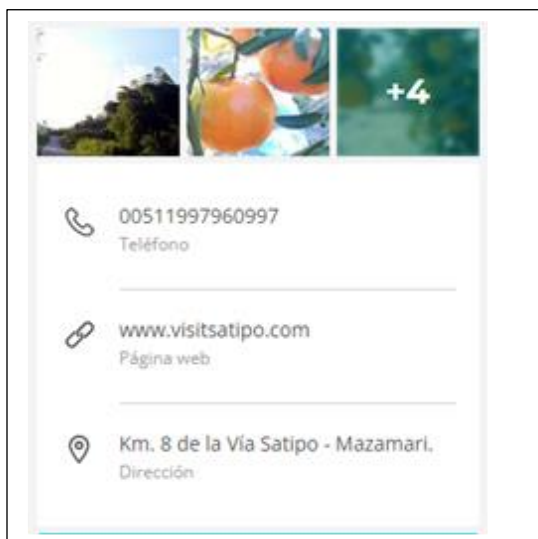 +4
00511997960997
Teléfono
www.visitsatipo.com
Página web
Km. 8 de la Vía Satipo - Mazamari.
Dirección